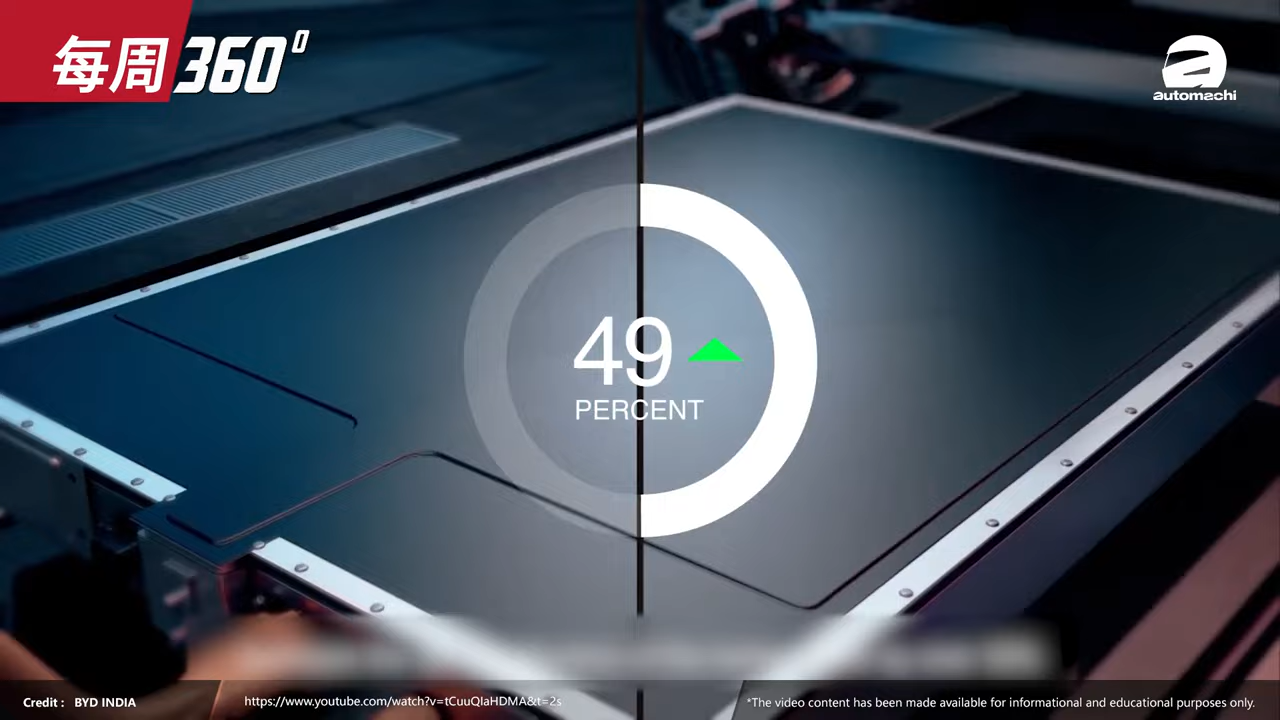 每周360°
automachi
49
PERCENT
Credit : BYD INDIA
https://www.youtube.com/watch?v=tCuuQIaHDMA&t=2s
*The video content has been made available for informational and educational purposes only.